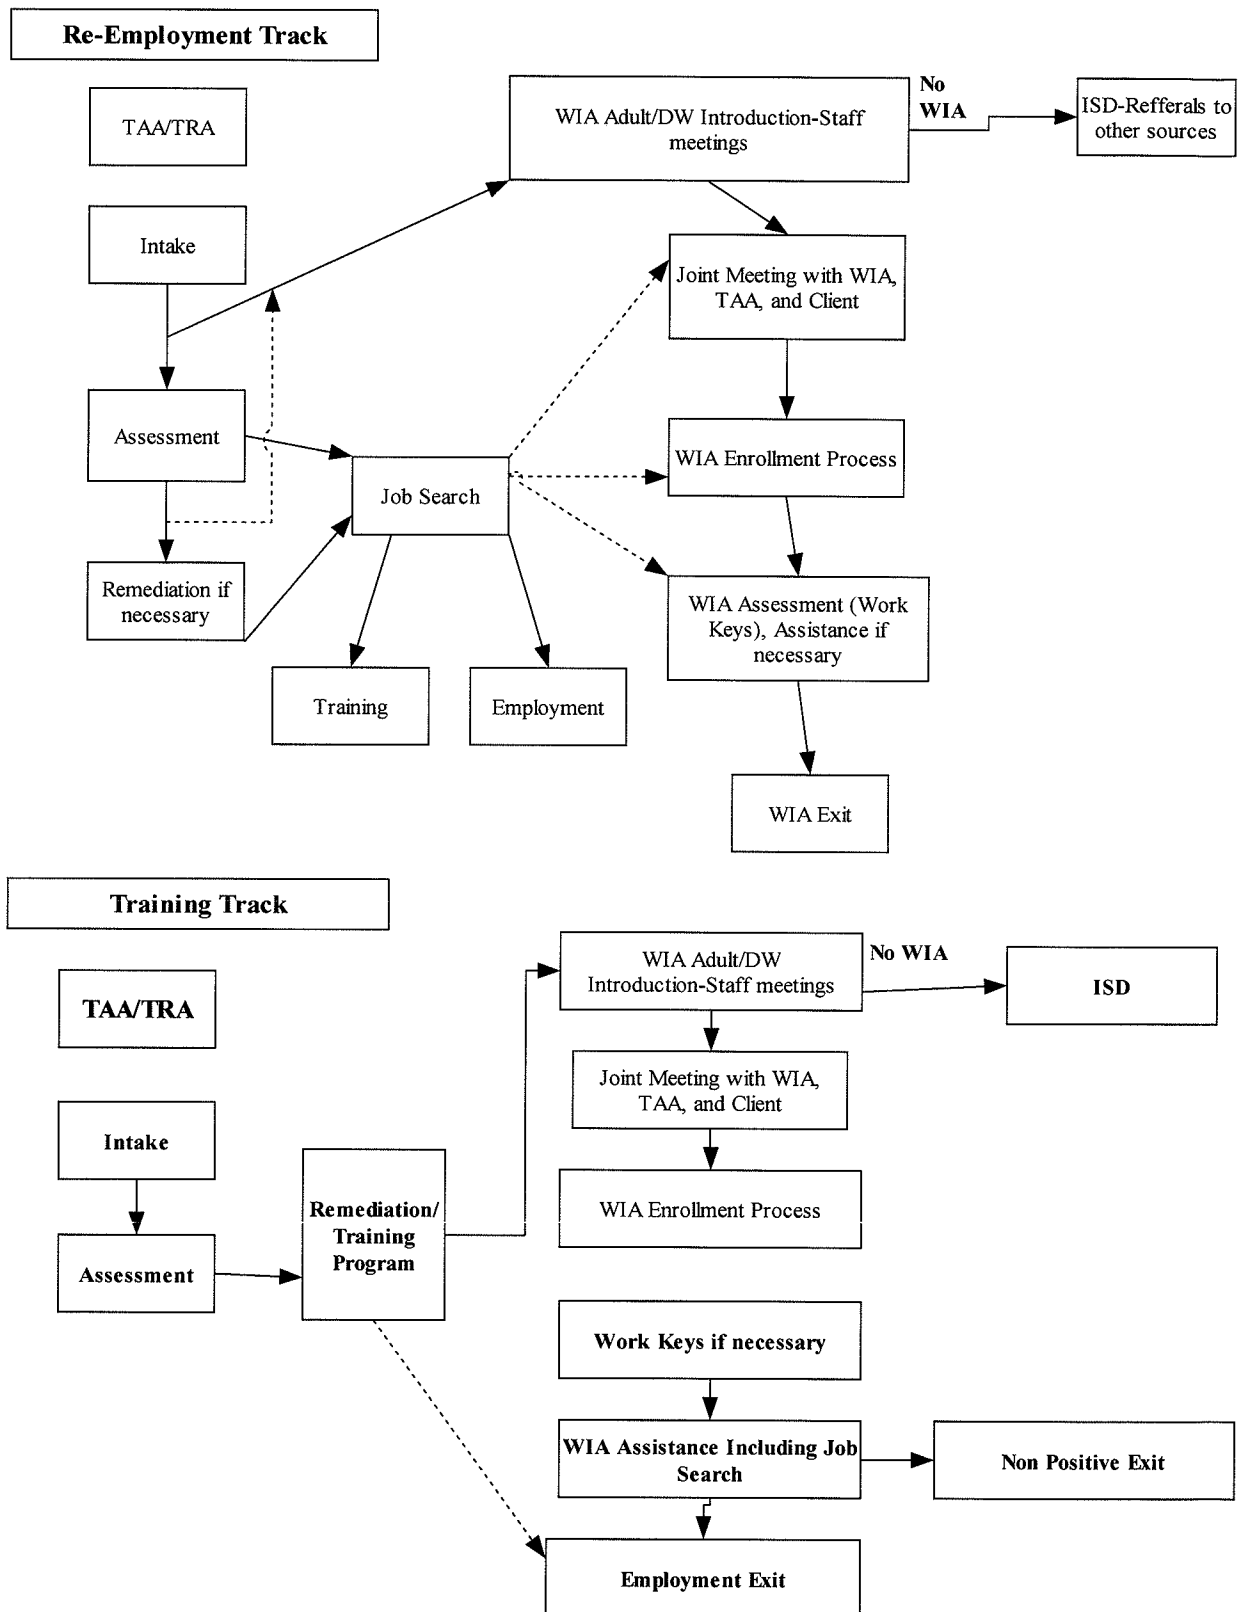 Re-Employment Track
TAA/TRA
WIA Adult/DW Introduction-Staff
meetings
No
WIA
ISD-Refferals to
other sources
Intake
Joint Meeting with WIA,
TAA, and Client
Assessment
WIA Enrollment Process
Job Search
Remediation if
necessary
WIA Assessment (Work
Keys), Assistance if
necessary
Training
Employment
WIA Exit
Training Track
TAA/TRA
WIA Adult/DW
Introduction-Staff meetings
No WIA
ISD
Joint Meeting with WIA,
TAA, and Client
Intake
Remediation/
Training
Program
WIA Enrollment Process
Assessment
Work Keys if necessary
WIA Assistance Including Job
Search
Non Positive Exit
Employment Exit